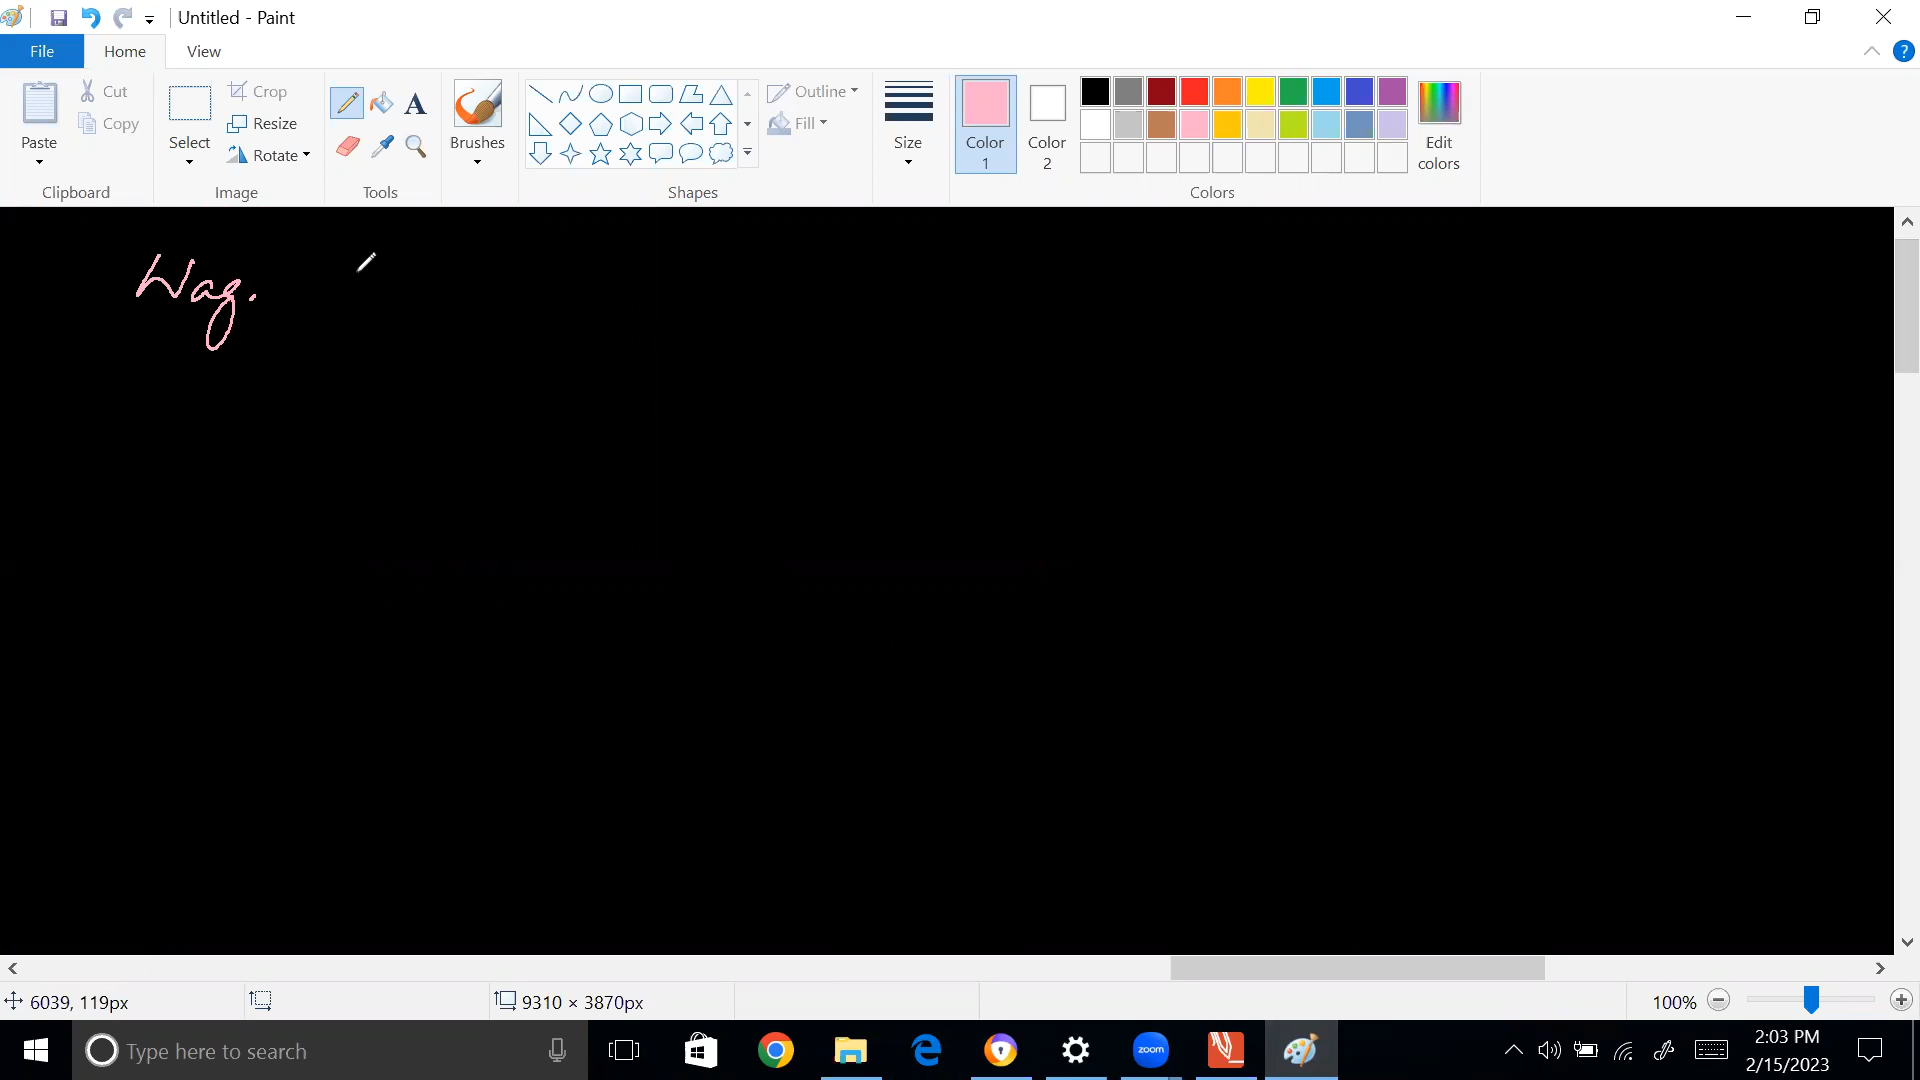 Untitled - Paint
File Home View
Paste
Cut
Copy
Clipboard
Select
Crop
Resize
Rotate
Image
Tools
Brushes
Shapes
Outline
Fill
Size
Color 1
Color 2
Edit colors
Colors
Wag.
6039, 119px
9310 × 3870px
100%
Type here to search
zoom
2:03 PM
2/15/2023